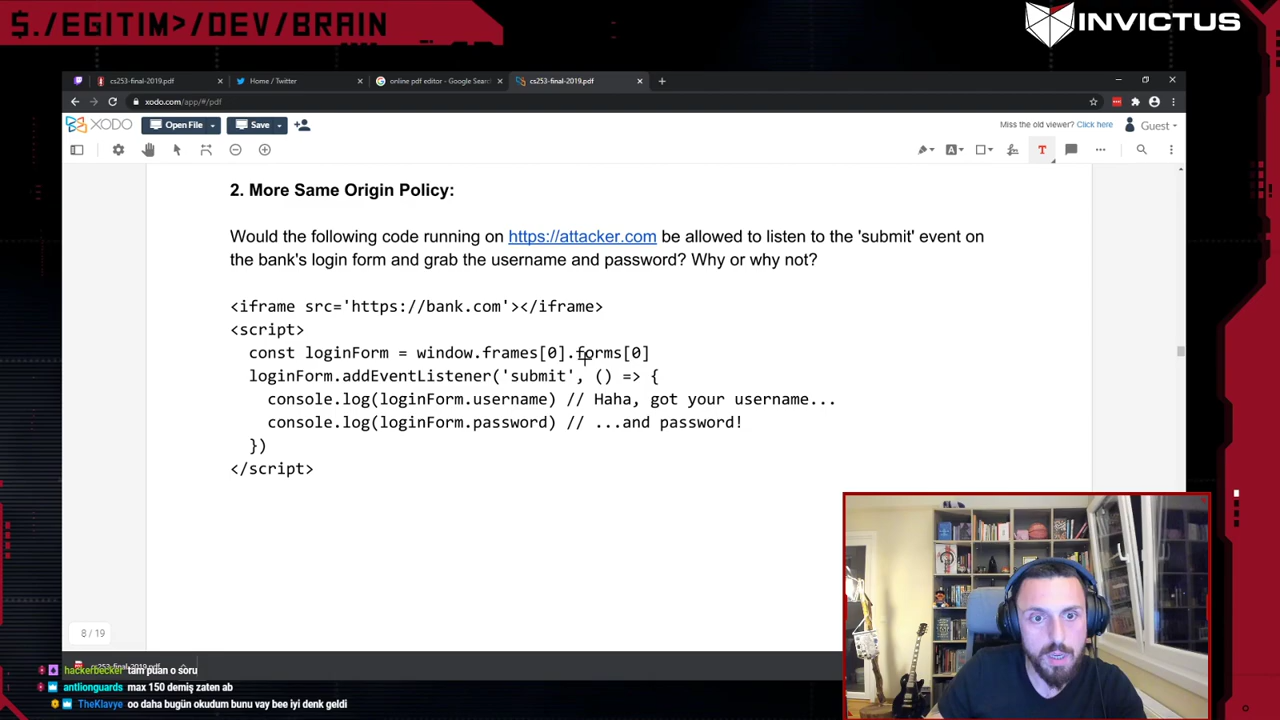 $./EGITIM>/DEV/BRAIN
INVICTUS
cs253-final-2019.pdf
Home / Twitter
online pdf editor - Google Sear
cs253-final-2019.pdf
xodo.com/app/#/pdf
XODO
Open File
Save
Miss the old viewer? Click here
Guest
2. More Same Origin Policy:
Would the following code running on https://attacker.com be allowed to listen to the 'submit' event on
the bank's login form and grab the username and password? Why or why not?
<iframe src='https://bank.com'></iframe>
<script>
const loginForm = window.frames[0].forms[0]
loginForm.addEventListener('submit', () => {
console.log(loginForm.username) // Haha, got your username...
console.log(loginForm.password) // ...and password!
})
</script>
8 / 19
cs253-final-2019.pdf
hackerbecker tam puan o soru
antlionguards max 150 demiş zaten ab
TheKlavye oo daha bugün okudum bunu vay bee iyi denk geldi